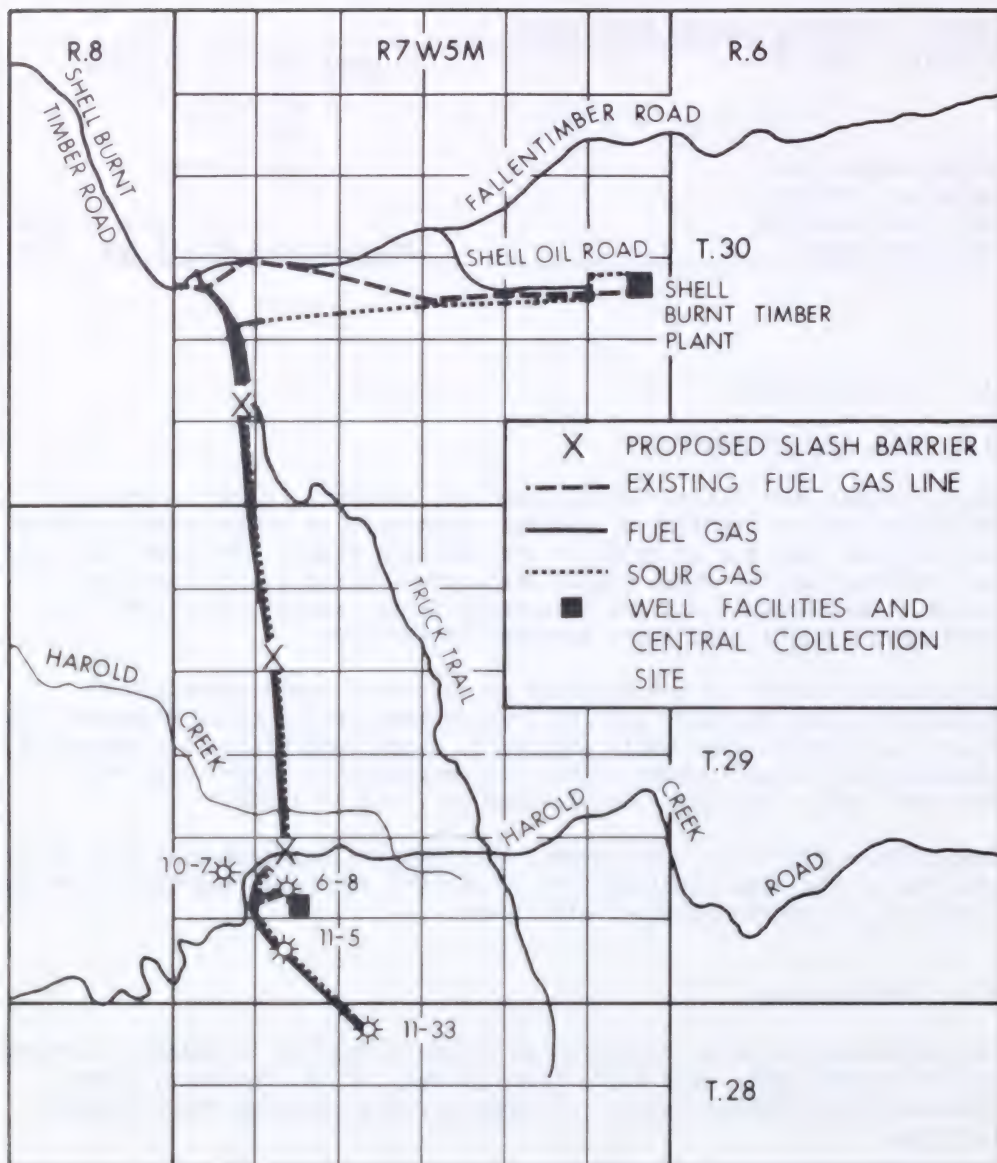 R.8
R7 W5M
R.6
SHELL BURNT
TIMBER ROAD
FALLENTIMBER ROAD
SHELL OIL ROAD
T.30
SHELL
BURNT TIMBER
PLANT
X PROPOSED SLASH BARRIER
EXISTING FUEL GAS LINE
FUEL GAS
SOUR GAS
WELL FACILITIES AND
CENTRAL COLLECTION
SITE
X
X
TRUCK TRAIL
HAROLD
CREEK
T.29
HAROLD
CREEK
ROAD
X
10-7
6-8
11-5
11-33
T.28